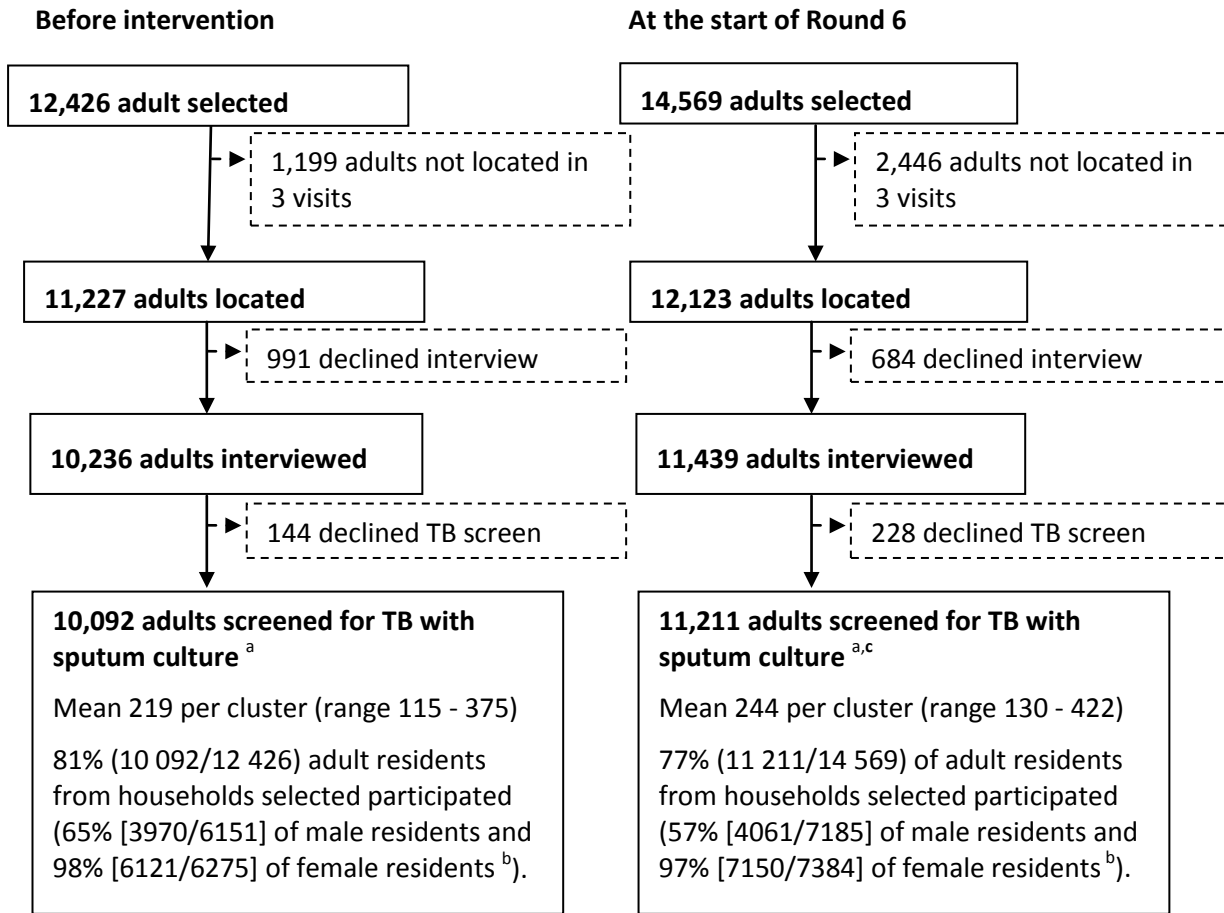 Before intervention
12,426 adult selected
1,199 adults not located in
3 visits
11,227 adults located
991 declined interview
10,236 adults interviewed
144 declined TB screen
10,092 adults screened for TB with
sputum culture a
Mean 219 per cluster (range 115 - 375)
81% (10 092/12 426) adult residents
from households selected participated
(65% [3970/6151] of male residents and
98% [6121/6275] of female residents b).
At the start of Round 6
14,569 adults selected
2,446 adults not located in
3 visits
12,123 adults located
684 declined interview
11,439 adults interviewed
228 declined TB screen
11,211 adults screened for TB with
sputum culture a,c
Mean 244 per cluster (range 130 - 422)
77% (11 211/14 569) of adult residents
from households selected participated
(57% [4061/7185] of male residents and
97% [7150/7384] of female residents b).